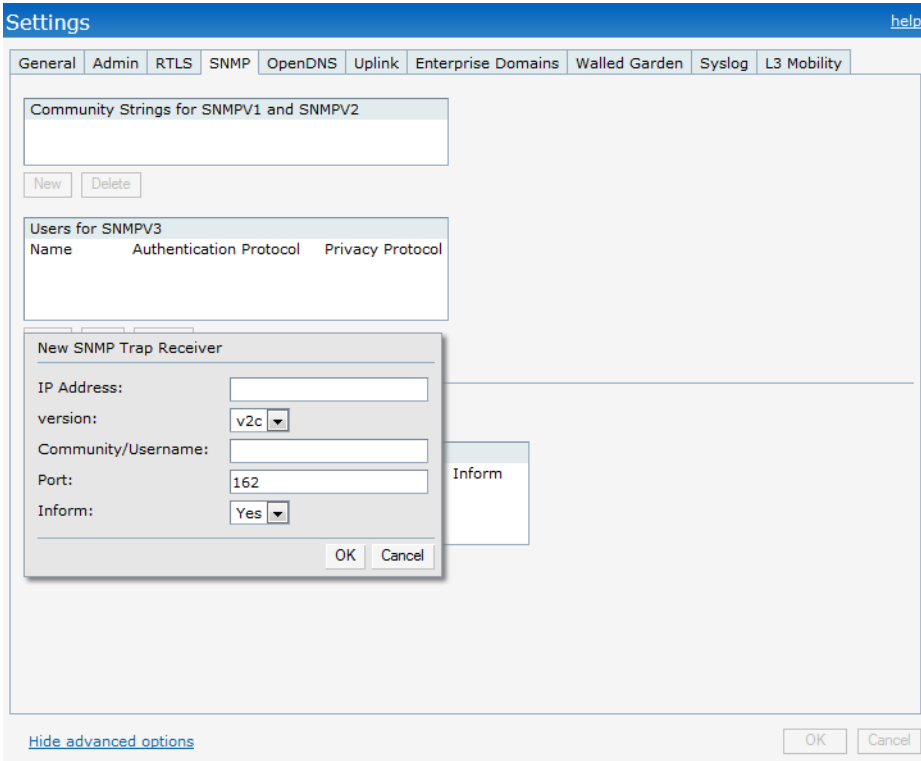 Settings
help
General Admin RTLS SNMP OpenDNS Uplink Enterprise Domains Walled Garden Syslog L3 Mobility
Community Strings for SNMPV1 and SNMPV2
New Delete
Users for SNMPV3
Name Authentication Protocol Privacy Protocol
New SNMP Trap Receiver
IP Address:
version: v2c
Community/Username:
Port: 162
Inform: Yes
OK Cancel
Inform
Hide advanced options
OK Cancel